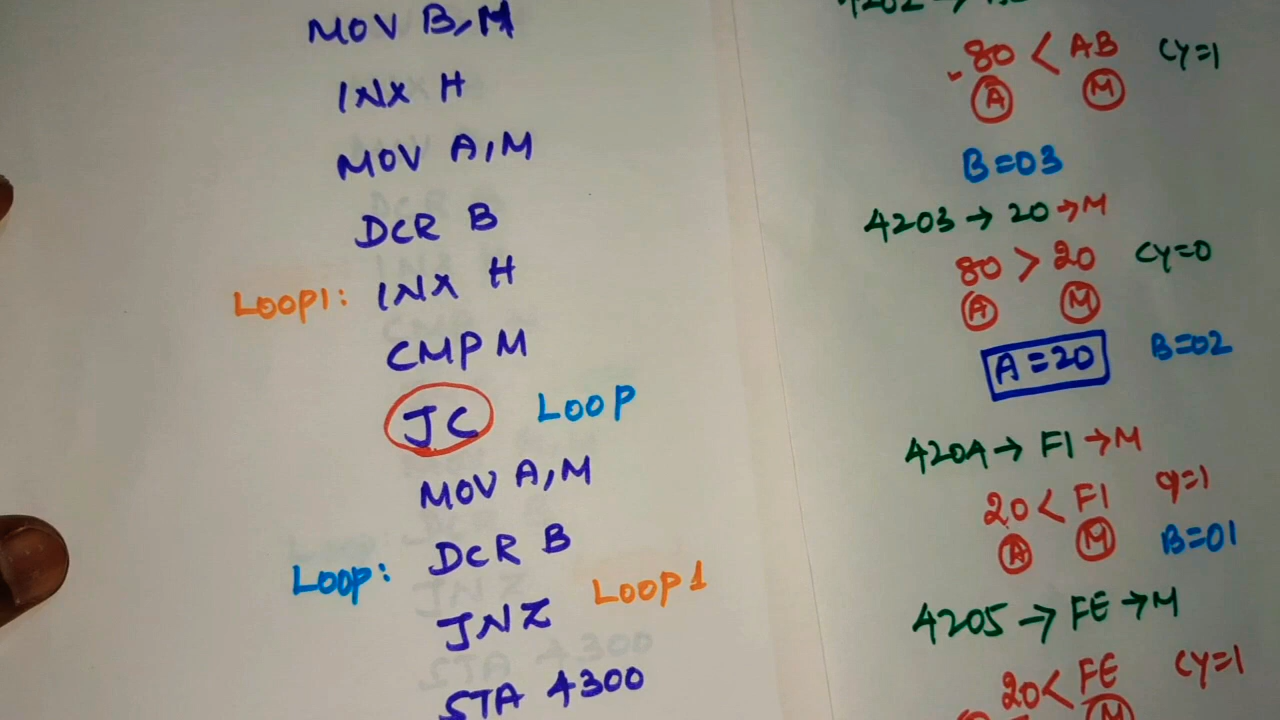 MOV B,M
INX H
MOV A,M
DCR B
LOOP1: INX H
CMP M
JC LOOP
MOV A,M
LOOP: DCR B
JNZ LOOP1
STA 4300
4202 →
80 < AB CY=1
A M
B=03
4203 → 20 → M
80 > 20 CY=0
A M
A=20 B=02
4204 → F1 → M
20 < F1 CY=1
A M B=01
4205 → FE → M
20 < FE CY=1
M